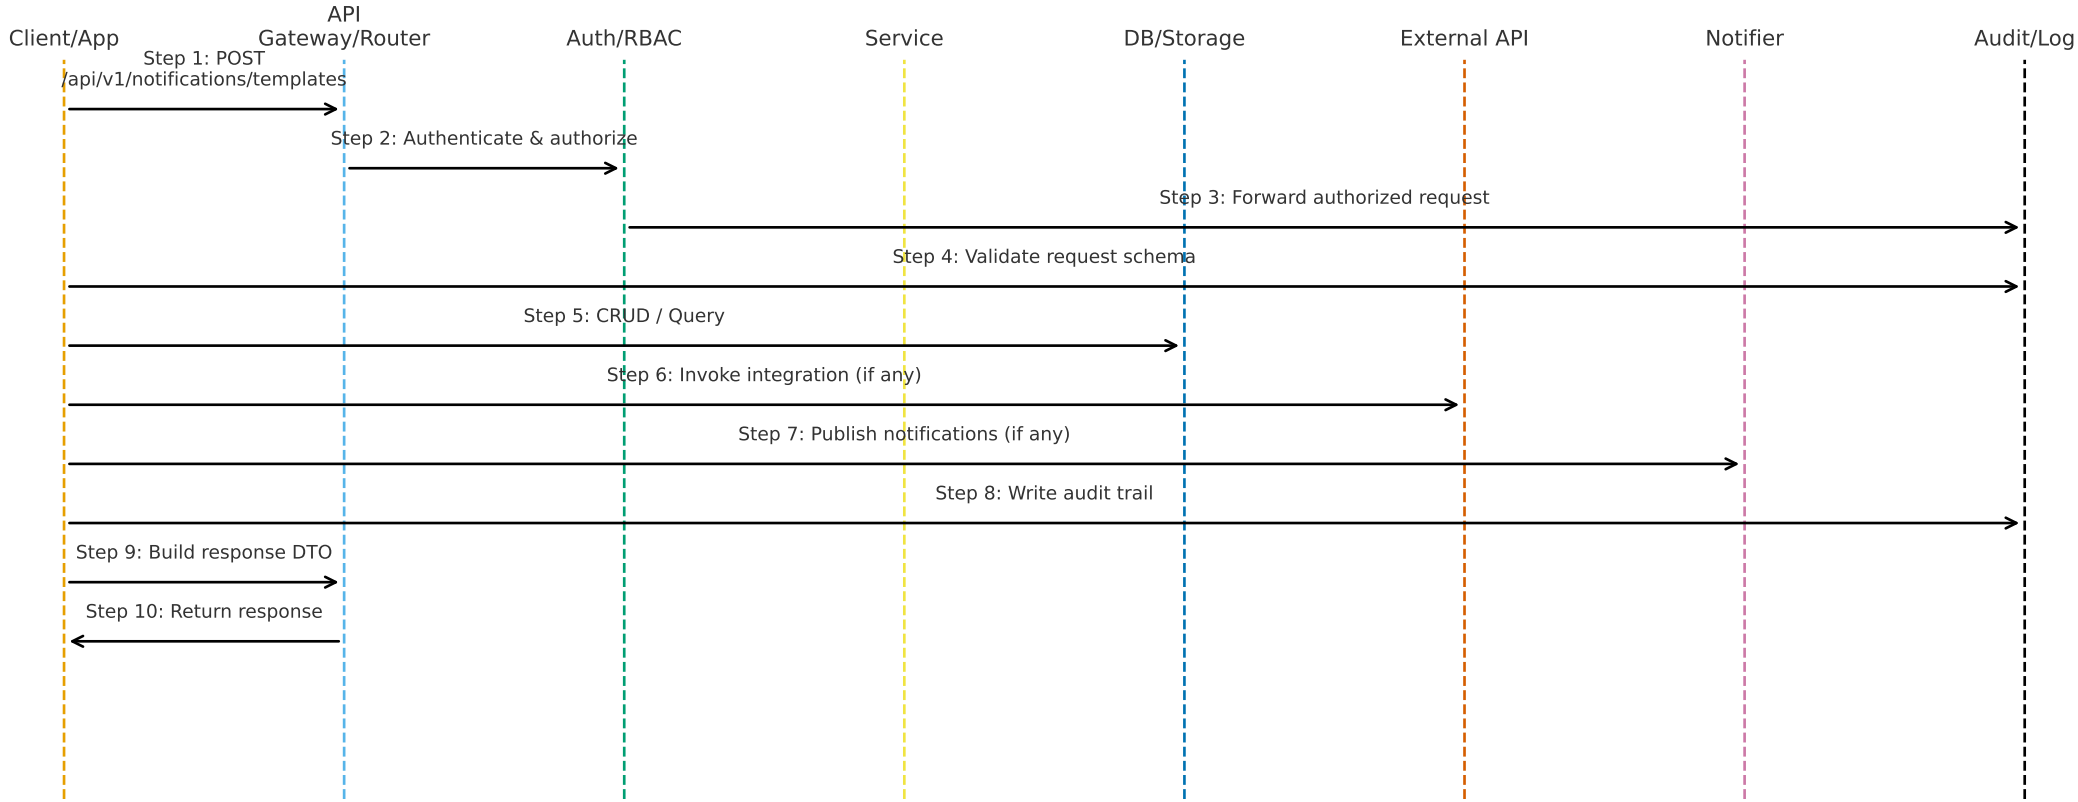 API
Client/App
Gateway/Router
Auth/RBAC
Service
DB/Storage
External API
Notifier
Audit/Log
Step 1: POST
/api/v1/notifications/templates
Step 2: Authenticate & authorize
Step 3: Forward authorized request
Step 4: Validate request schema
Step 5: CRUD / Query
Step 6: Invoke integration (if any)
Step 7: Publish notifications (if any)
Step 8: Write audit trail
Step 9: Build response DTO
Step 10: Return response